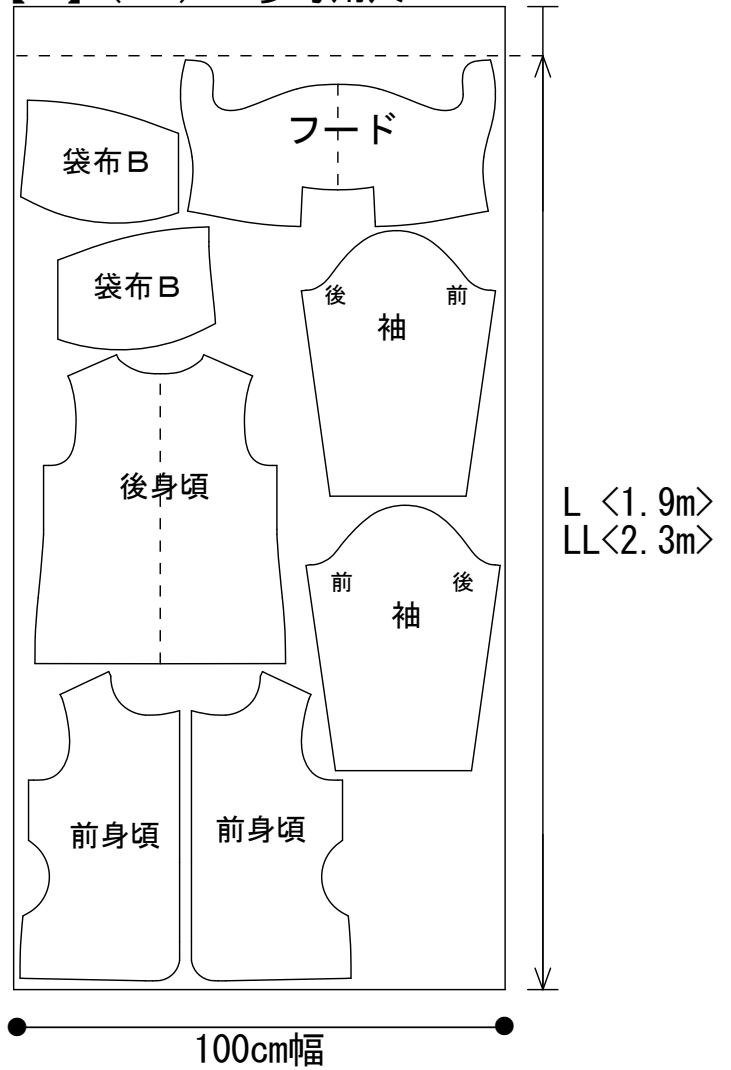 フード
袋布B
袋布B
後 前
袖
後身頃
L <1.9m>
LL<2.3m>
前 後
袖
前身頃
前身頃
100cm幅